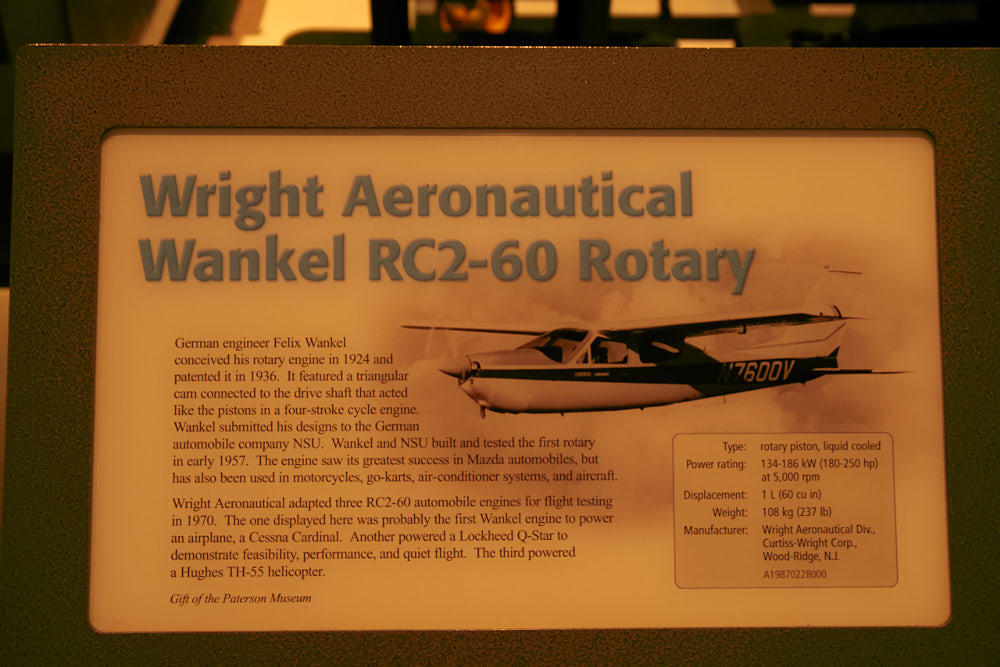 Wright Aeronautical
Wankel RC2-60 Rotary
German engineer Felix Wankel
conceived his rotary engine in 1924 and
patented it in 1936. It featured a triangular
cam connected to the drive shaft that acted
like the pistons in a four-stroke cycle engine.
Wankel submitted his designs to the German
automobile company NSU. Wankel and NSU built and tested the first rotary
in early 1957. The engine saw its greatest success in Mazda automobiles, but
has also been used in motorcycles, go-karts, air-conditioner systems, and aircraft.
Wright Aeronautical adapted three RC2-60 automobile engines for flight testing
in 1970. The one displayed here was probably the first Wankel engine to power
an airplane, a Cessna Cardinal. Another powered a Lockheed Q-Star to
demonstrate feasibility, performance, and quiet flight. The third powered
a Hughes TH-55 helicopter.
Gift of the Paterson Museum
N7600V
Type: rotary piston, liquid cooled
Power rating: 134-186 kW (180-250 hp)
at 5,000 rpm
Displacement: 1 L (60 cu in)
Weight: 108 kg (237 lb)
Manufacturer: Wright Aeronautical Div.,
Curtiss-Wright Corp.,
Wood-Ridge, N.J.
A19870228000